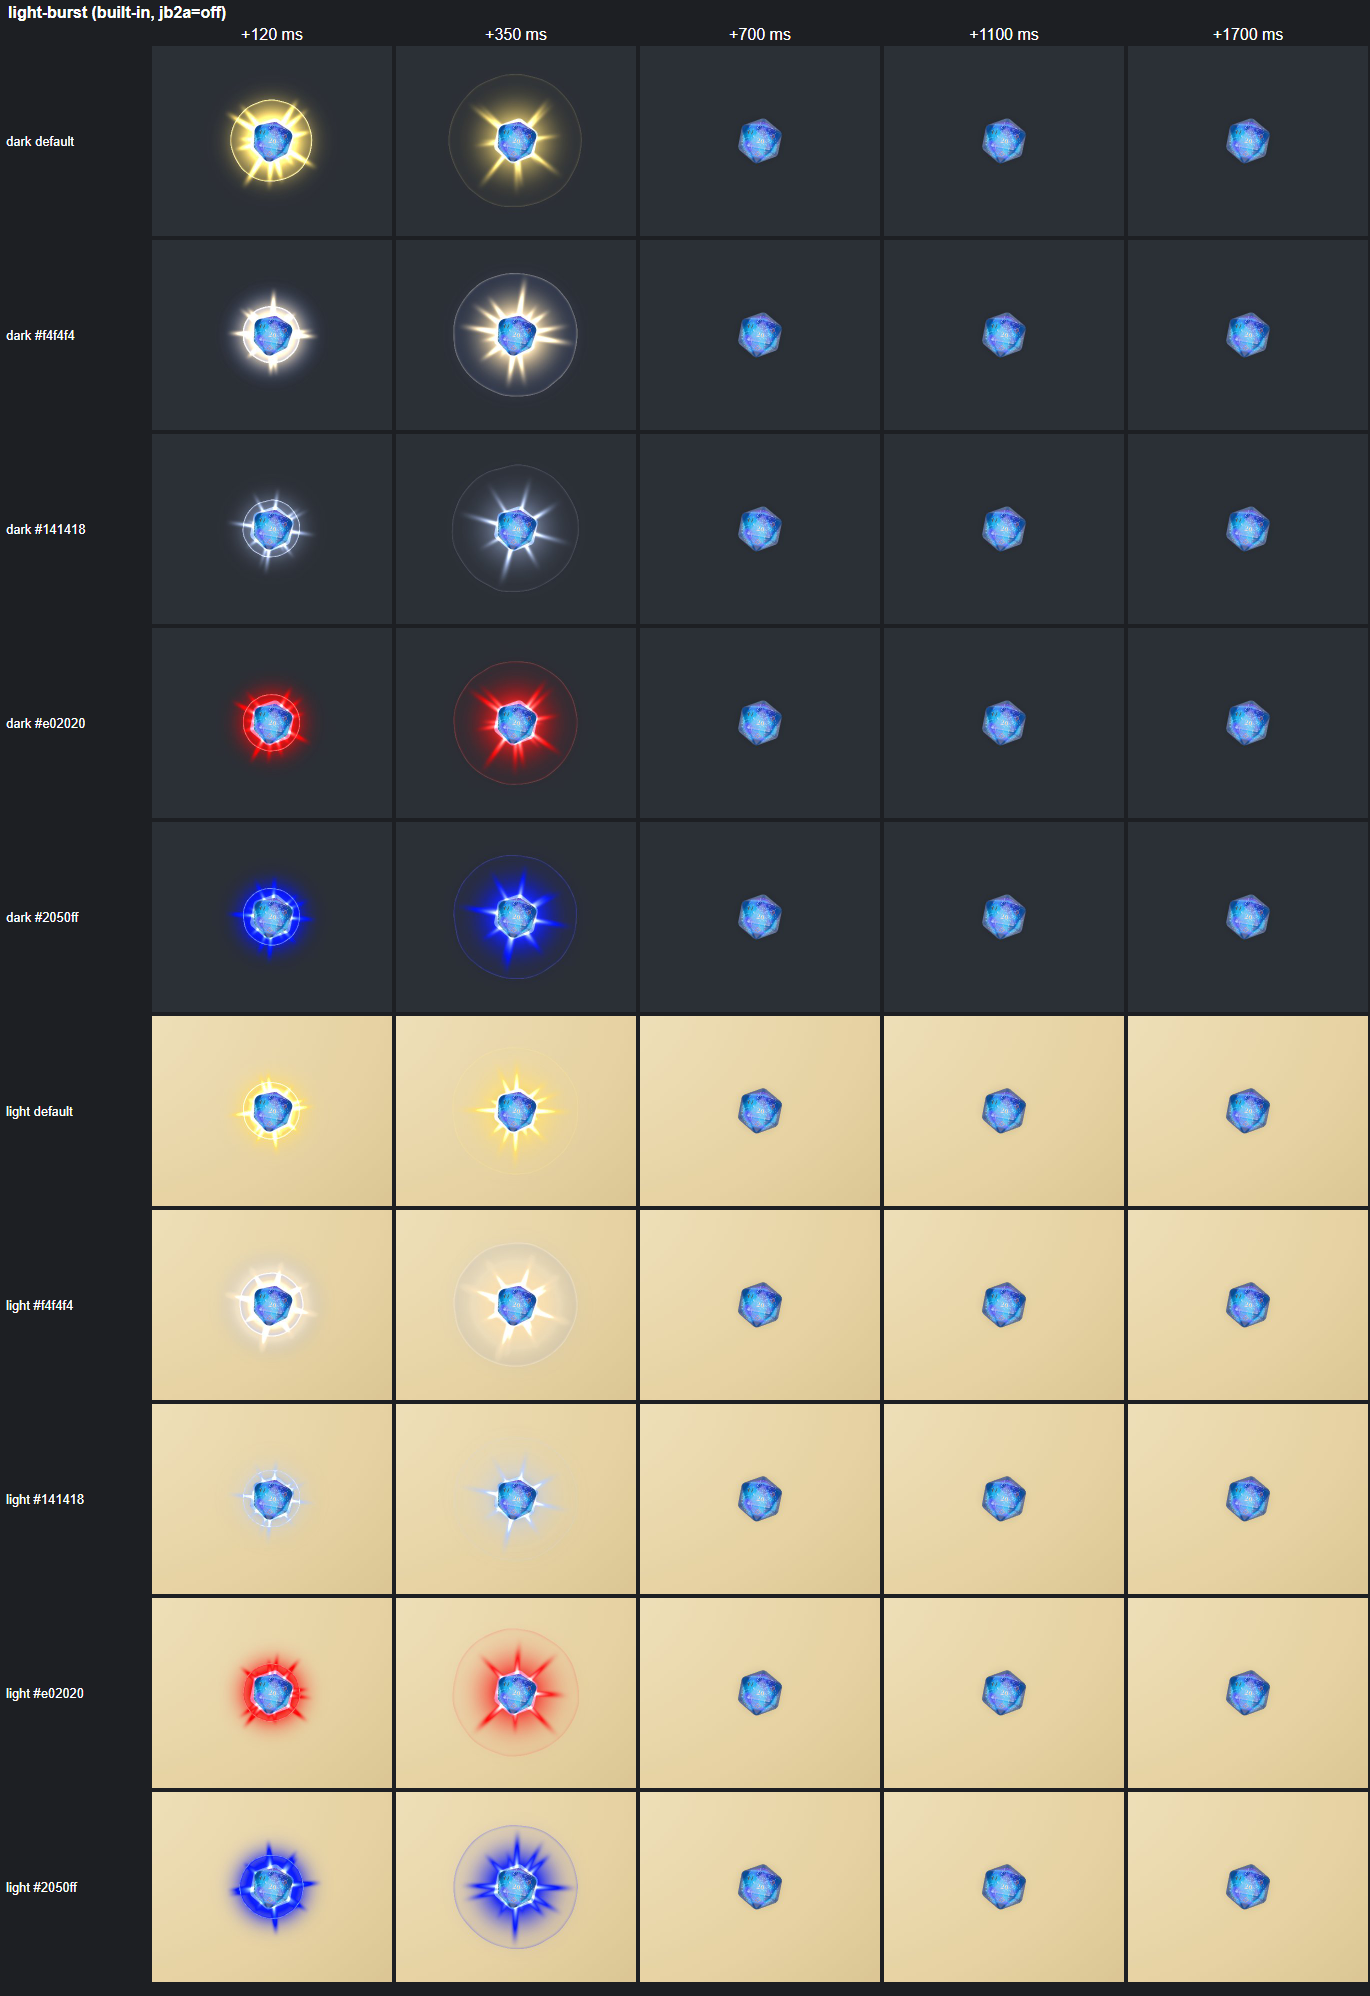 light-burst (built-in, jb2a=off)
+120 ms +350 ms +700 ms +1100 ms +1700 ms
dark default
dark #f4f4f4
dark #141418
dark #e02020
dark #2050ff
light default
light #f4f4f4
light #141418
light #e02020
light #2050ff